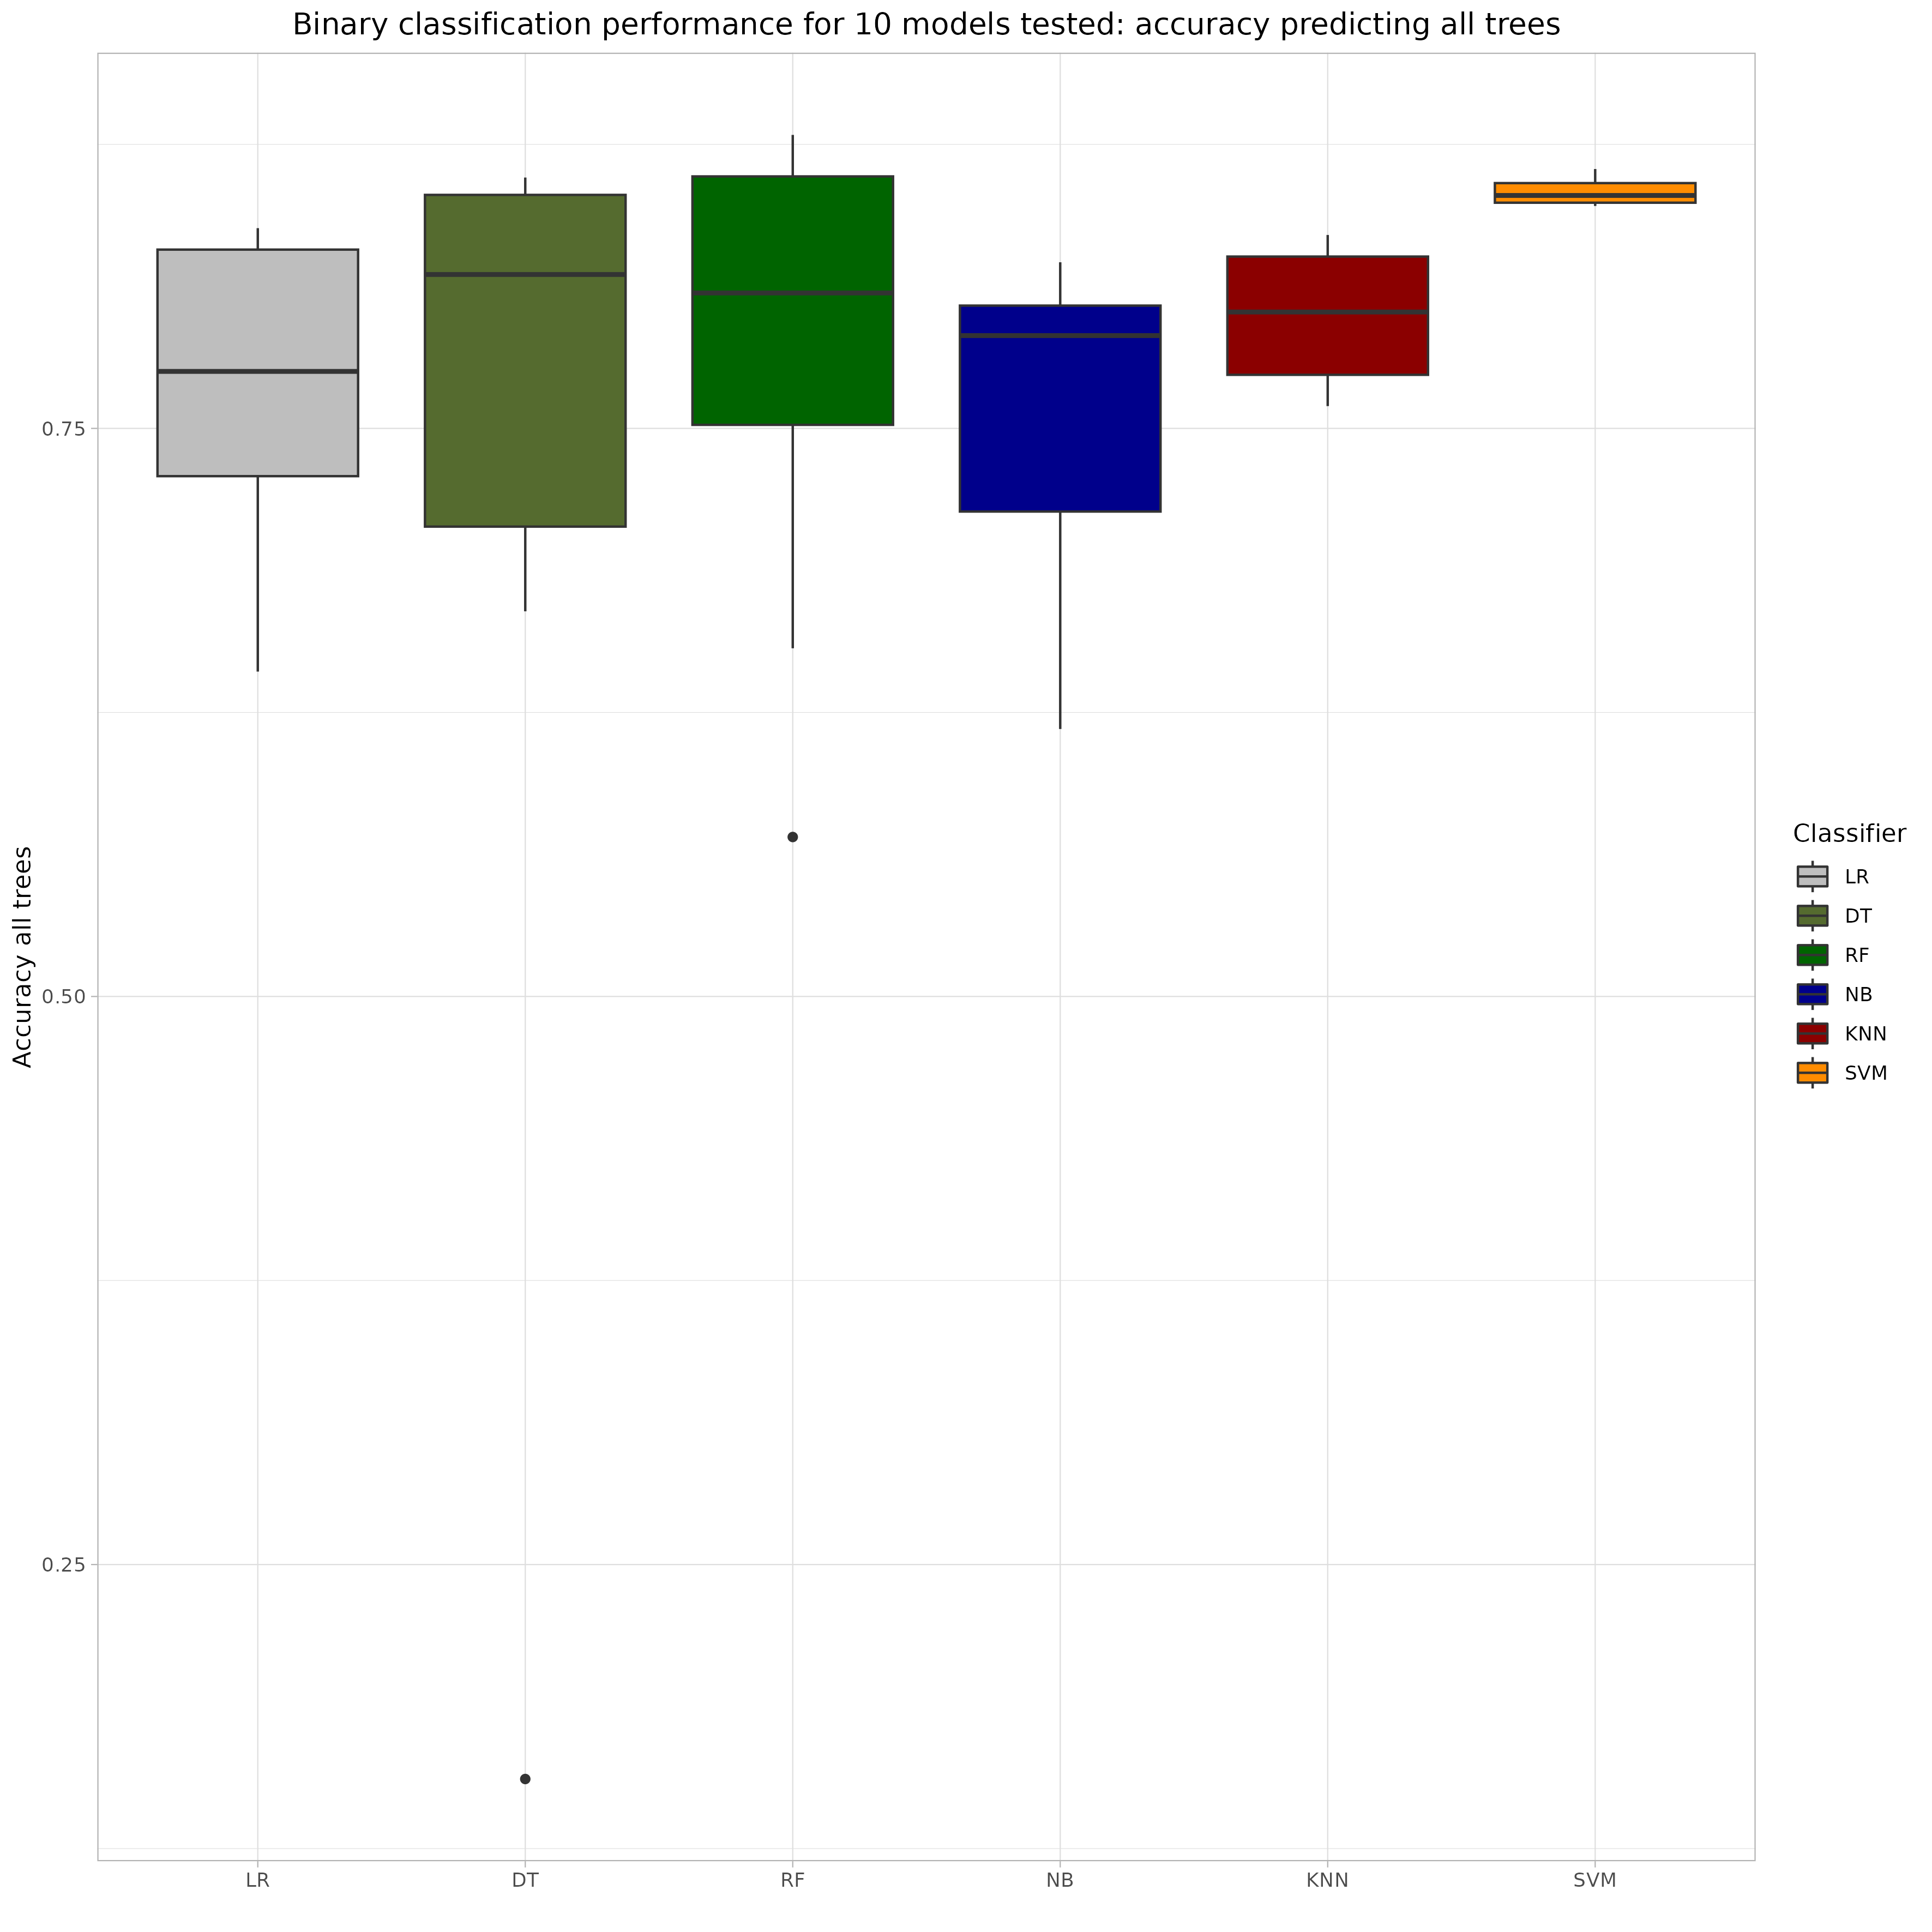 Binary classification performance for 10 models tested: accuracy predicting all trees
Accuracy all trees
0.75
0.50
0.25
LR
DT
RF
NB
KNN
SVM
Classifier
LR
DT
RF
NB
KNN
SVM